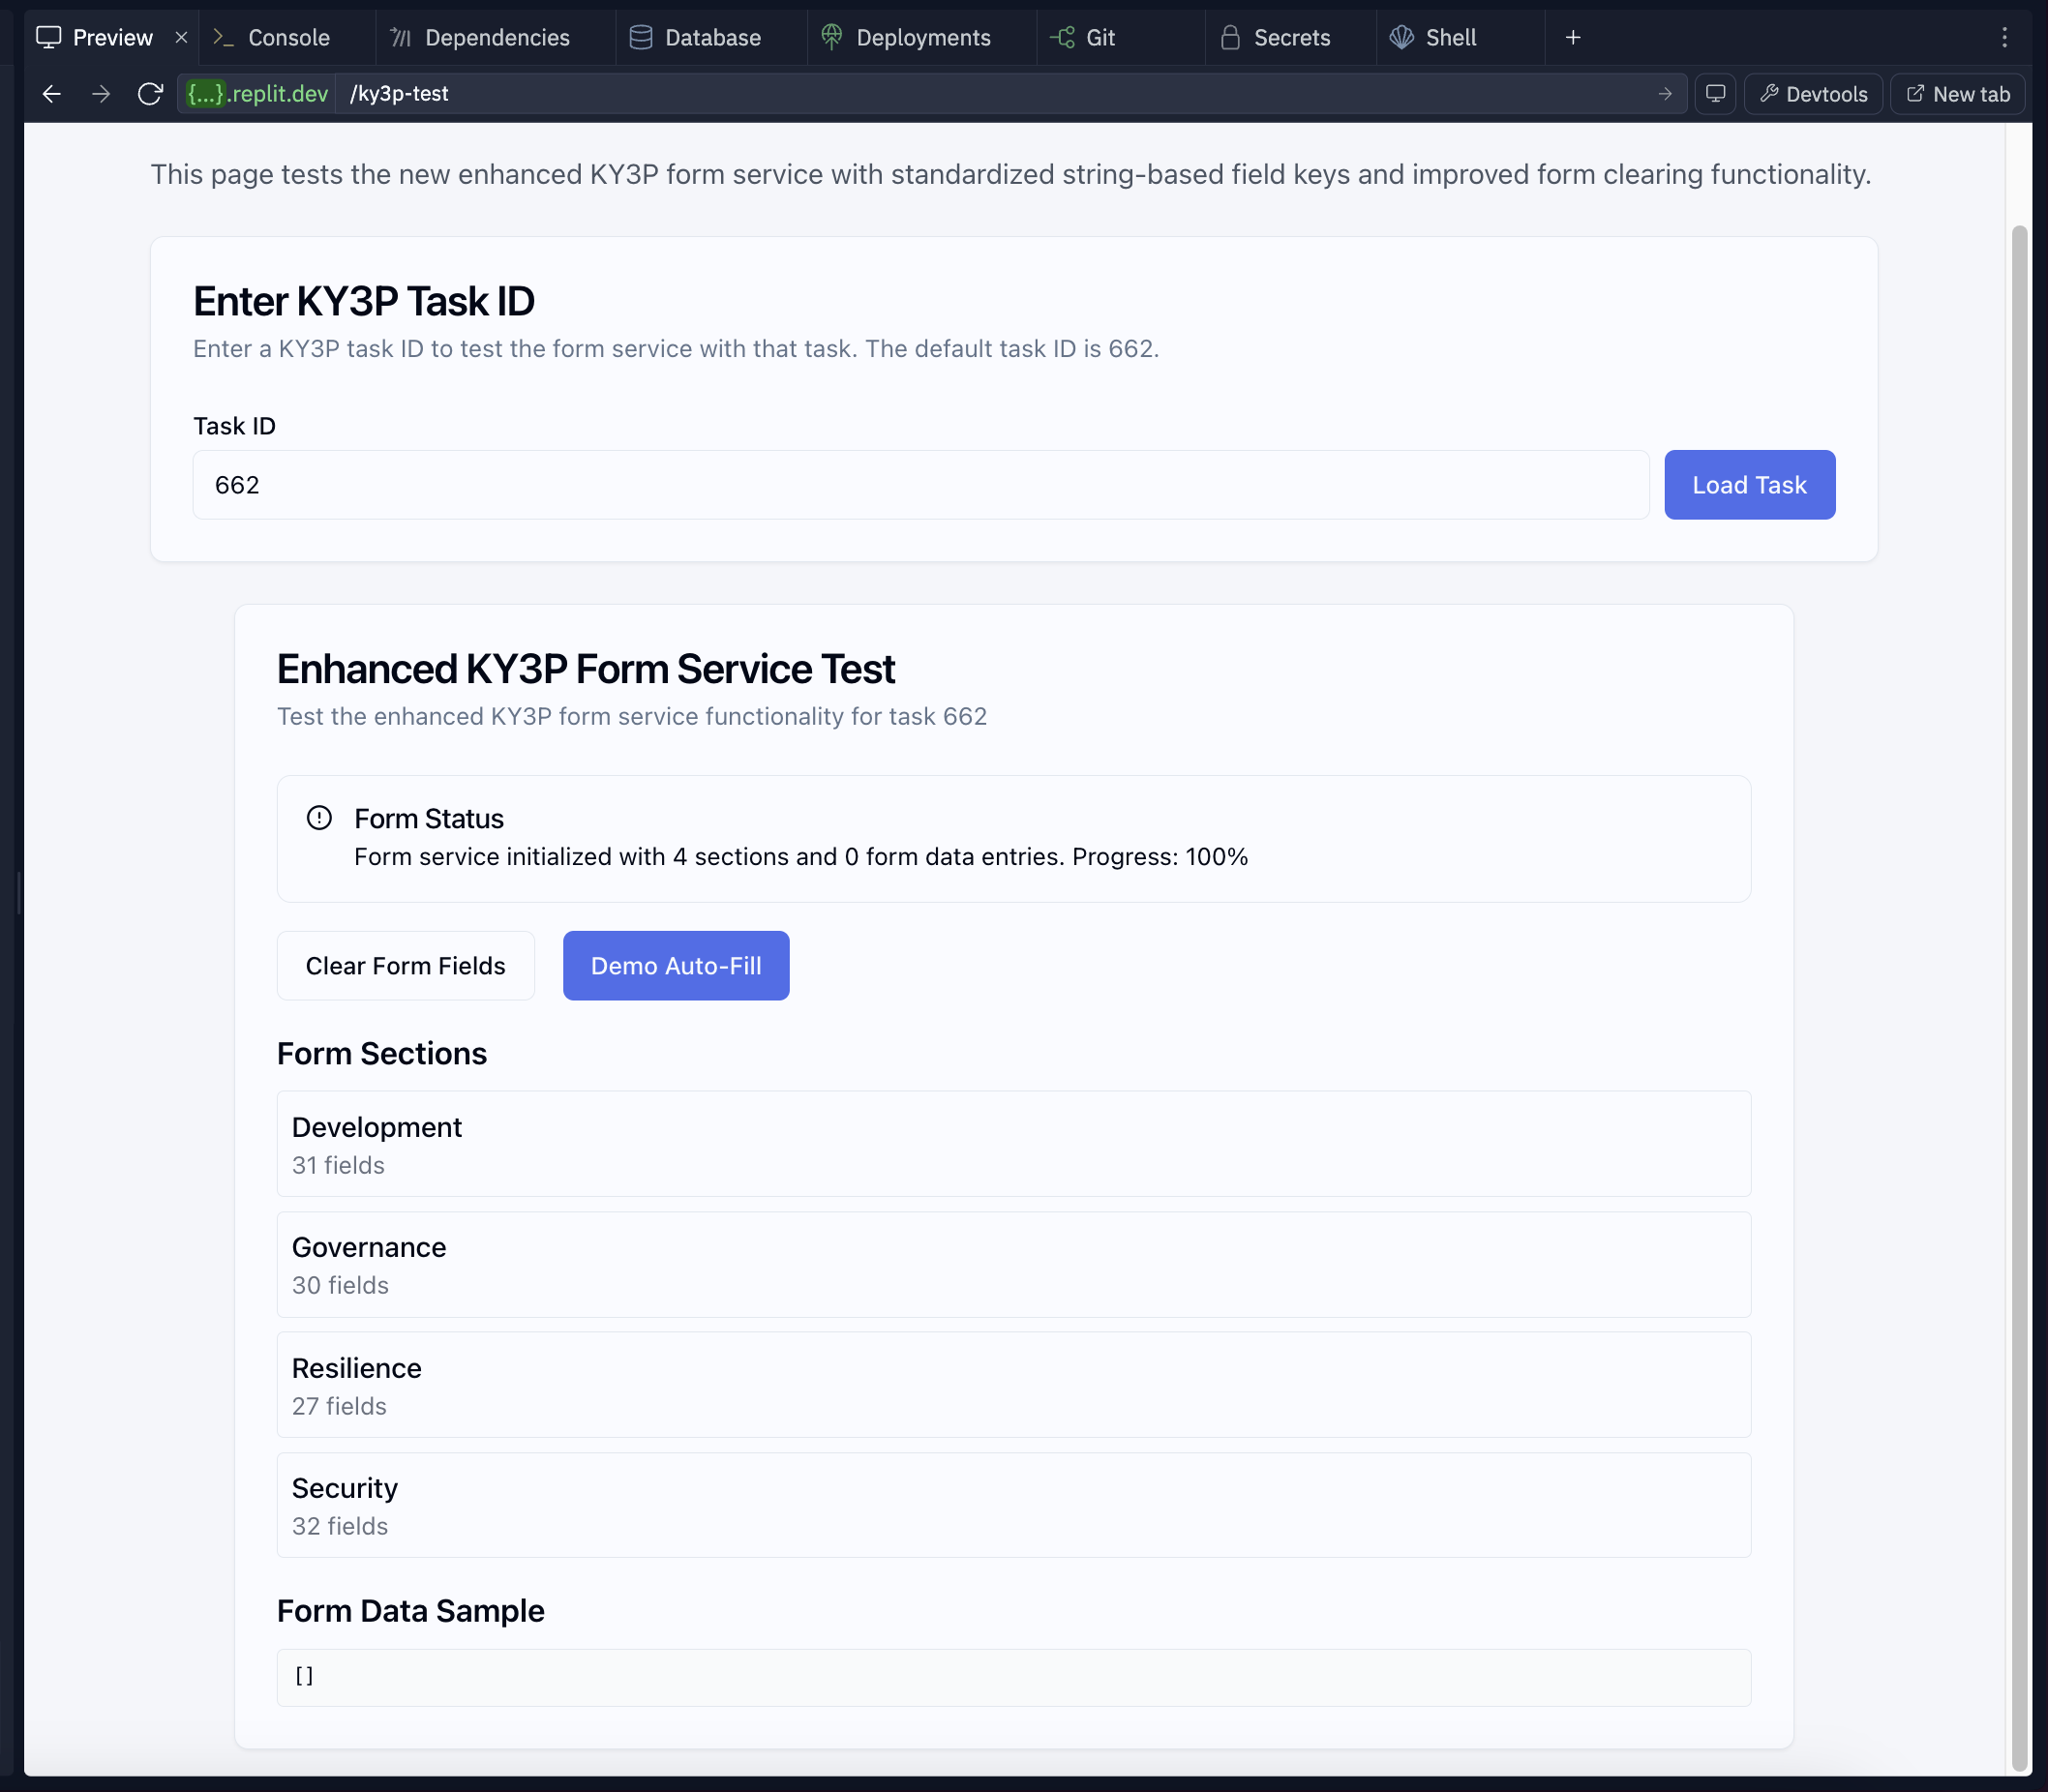 Preview
Console
Dependencies
Database
Deployments
Git
Secrets
Shell
{...}.replit.dev /ky3p-test
Devtools
New tab
This page tests the new enhanced KY3P form service with standardized string-based field keys and improved form clearing functionality.
Enter KY3P Task ID
Enter a KY3P task ID to test the form service with that task. The default task ID is 662.
Task ID
662
Load Task
Enhanced KY3P Form Service Test
Test the enhanced KY3P form service functionality for task 662
Form Status
Form service initialized with 4 sections and 0 form data entries. Progress: 100%
Clear Form Fields
Demo Auto-Fill
Form Sections
Development
31 fields
Governance
30 fields
Resilience
27 fields
Security
32 fields
Form Data Sample
[]